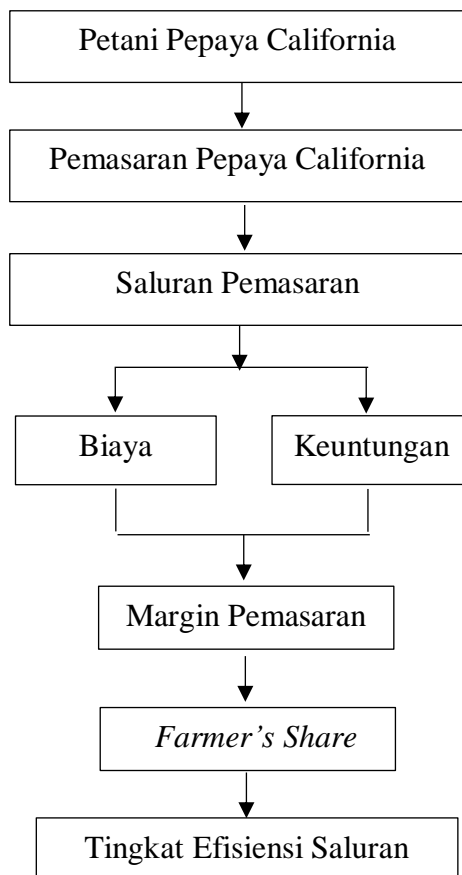 Petani Pepaya California
Pemasaran Pepaya California
Saluran Pemasaran
Biaya
Keuntungan
Margin Pemasaran
Farmer’s Share
Tingkat Efisiensi Saluran